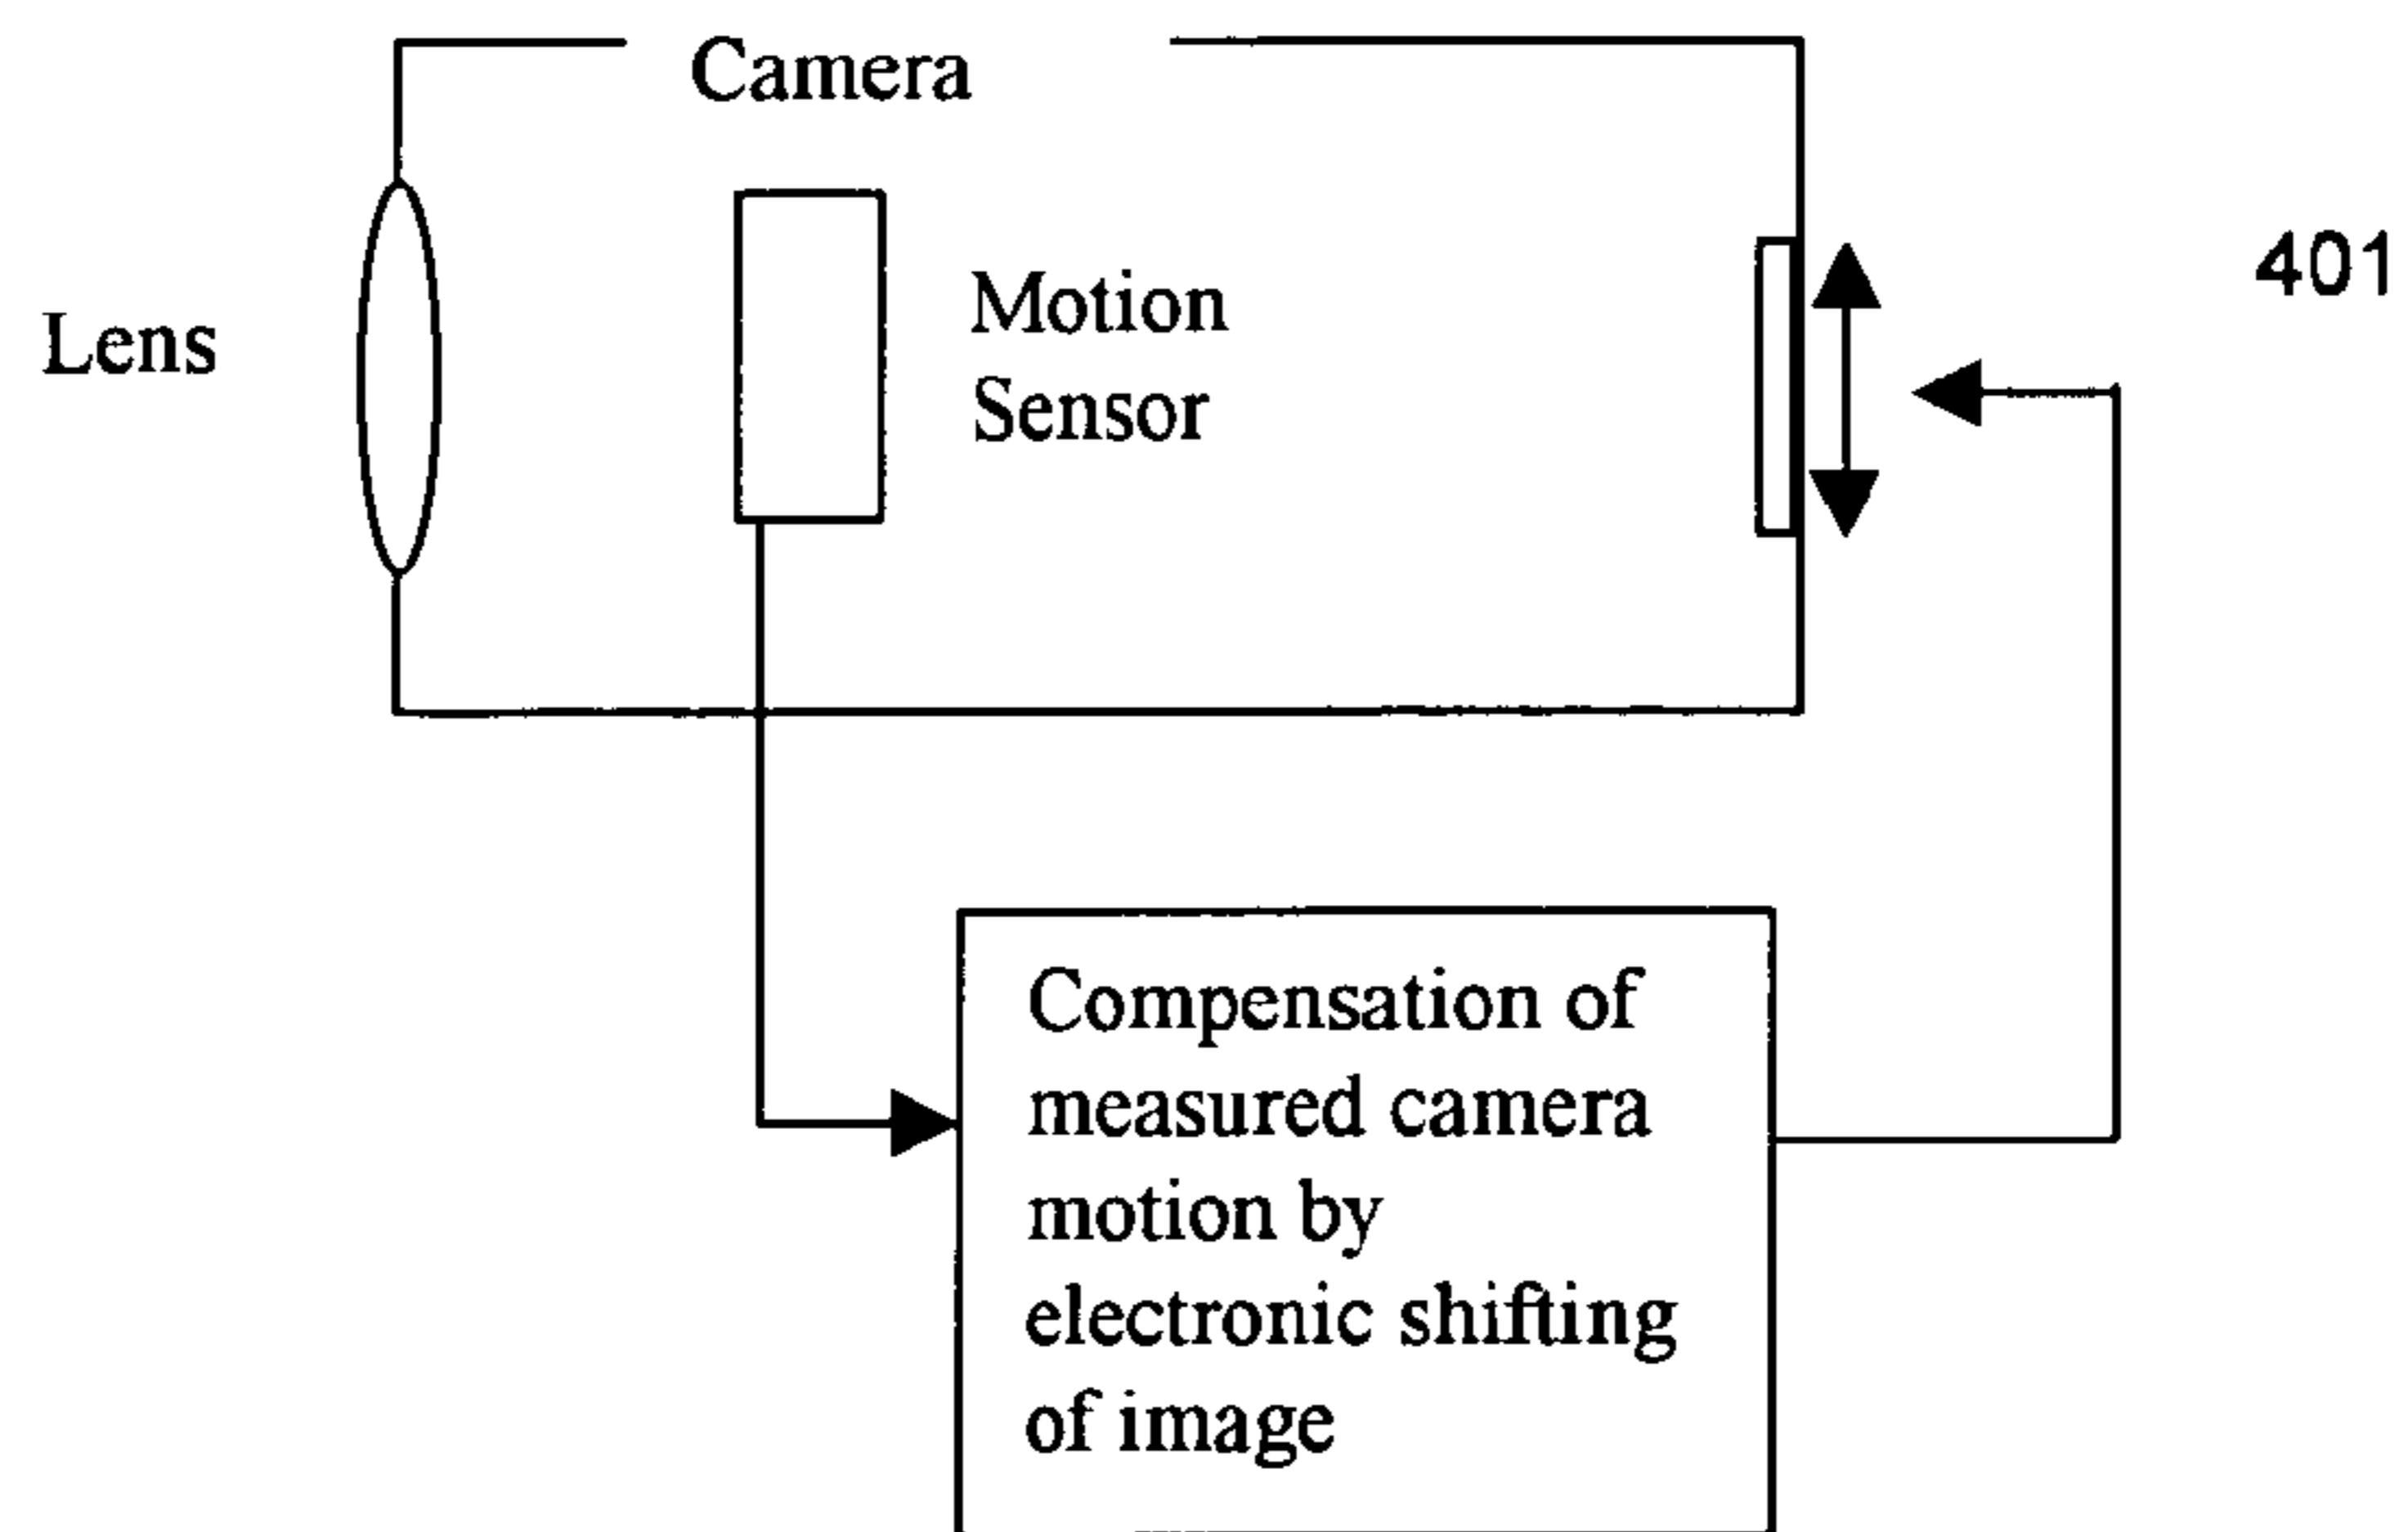 Camera
401
Motion
Sensor
Lens
Compensation of
measured camera
motion by
electronic shifting
of image